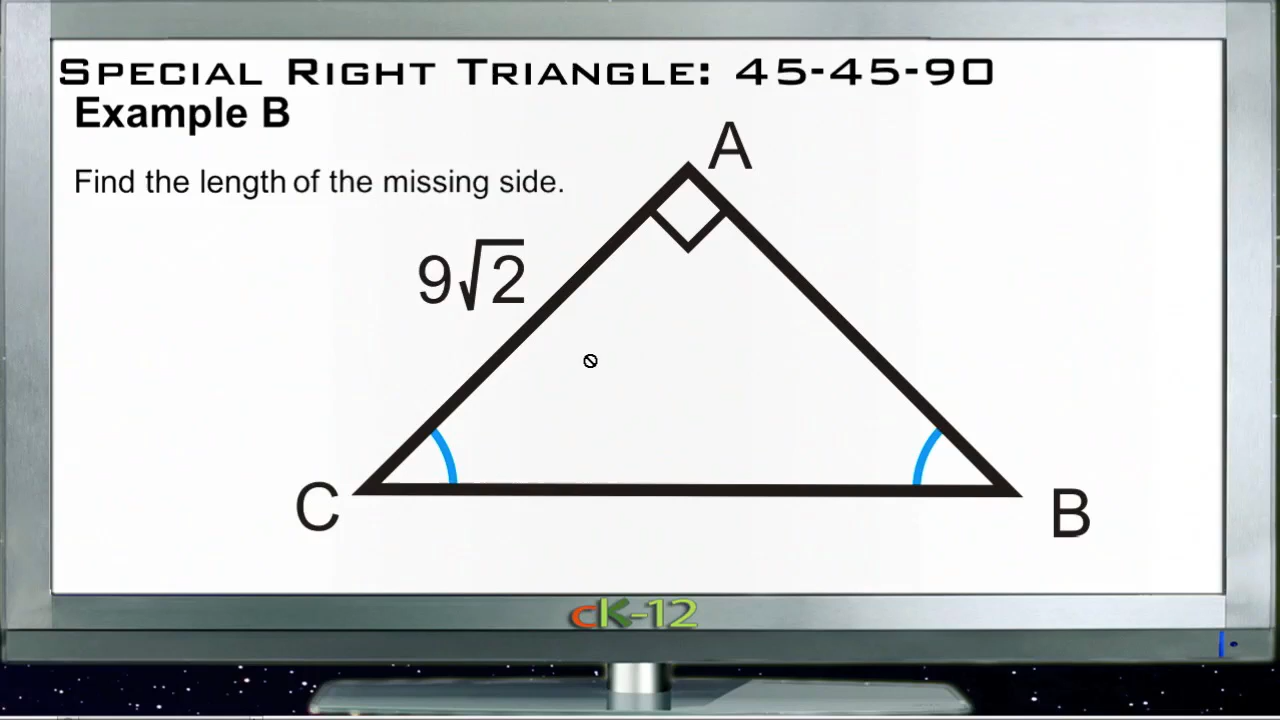 SPECIAL RIGHT TRIANGLE: 45-45-90
Example B
A
Find the length of the missing side.
9√2
C
B
cK-12